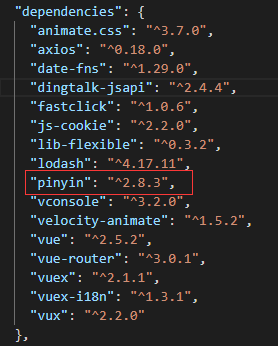 "dependencies": {
"animate.css": "^3.7.0",
"axios": "^0.18.0",
"date-fns": "^1.29.0",
"dingtalk-jsapi": "^2.4.4",
"fastclick": "^1.0.6",
"js-cookie": "^2.2.0",
"lib-flexible": "^0.3.2",
"lodash": "^4.17.11",
"pinyin": "^2.8.3",
"vconsole": "^3.2.0",
"velocity-animate": "^1.5.2",
"vue": "^2.5.2",
"vue-router": "^3.0.1",
"vuex": "^2.1.1",
"vuex-i18n": "^1.3.1",
"vux": "^2.2.0"
},